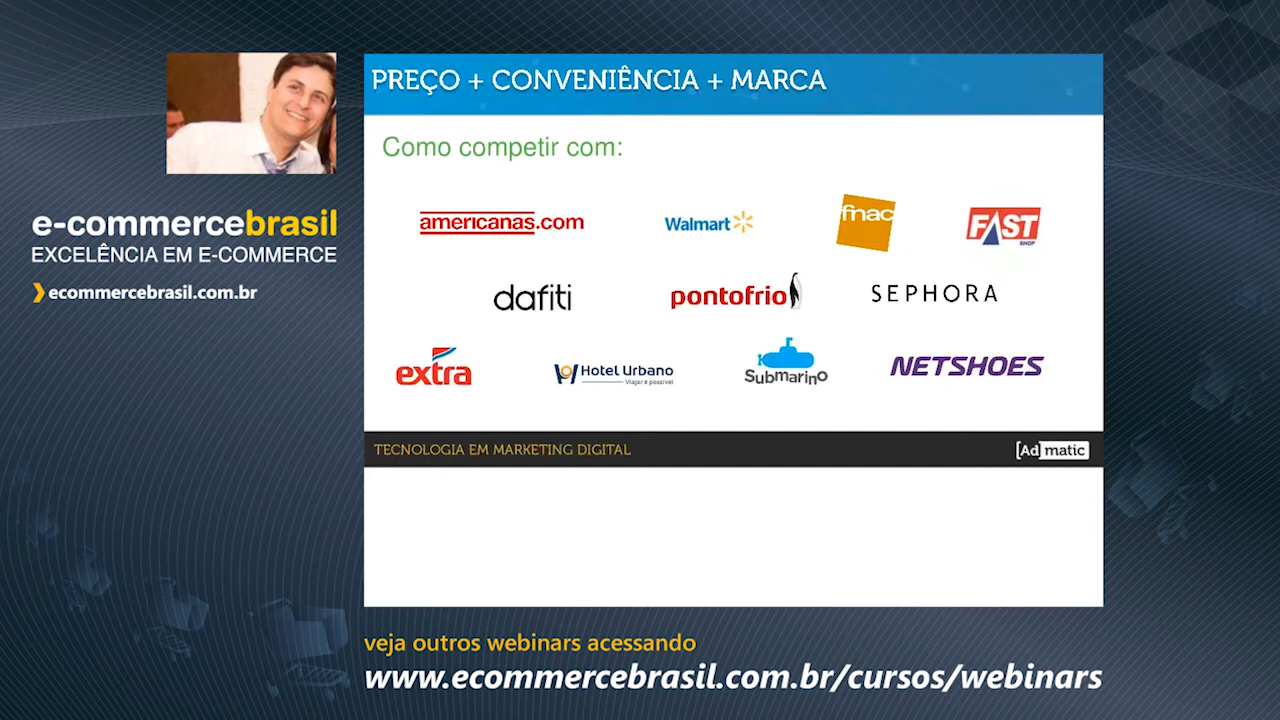 e-commercebrasil
EXCELÊNCIA EM E-COMMERCE
ecommercebrasil.com.br
PREÇO + CONVENIÊNCIA + MARCA
Como competir com:
americanas.com
Walmart
fnac
FAST
SHOP
dafiti
pontofrio
SEPHORA
extra
Hotel Urbano
Viajar é possível
Submarino
NETSHOES
TECNOLOGIA EM MARKETING DIGITAL
[Ad]matic
veja outros webinars acessando
www.ecommercebrasil.com.br/cursos/webinars